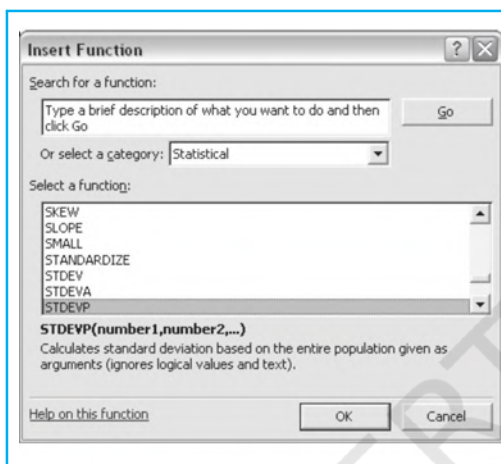 Insert Function
Search for a function:
Type a brief description of what you want to do and then
click Go
Go
Or select a category: Statistical
Select a function:
SKEW
SLOPE
SMALL
STANDARDIZE
STDEV
STDEVA
STDEVP
STDEVP(number1,number2,...)
Calculates standard deviation based on the entire population given as
arguments (ignores logical values and text).
Help on this function
OK
Cancel